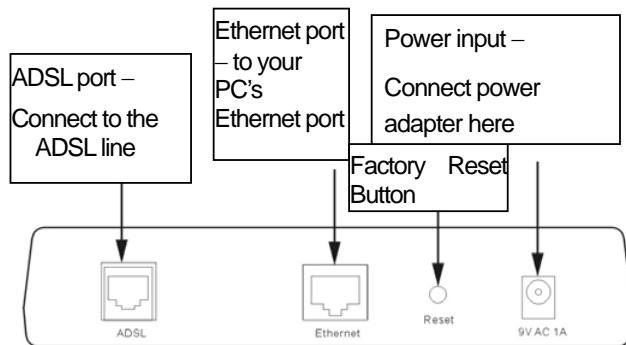 ADSL port –
Connect to the
ADSL line
Ethernet port
– to your
PC's
Ethernet port
Power input –
Connect power
adapter here
Factory Reset
Button
ADSL
Ethernet
Reset
9V AC 1A